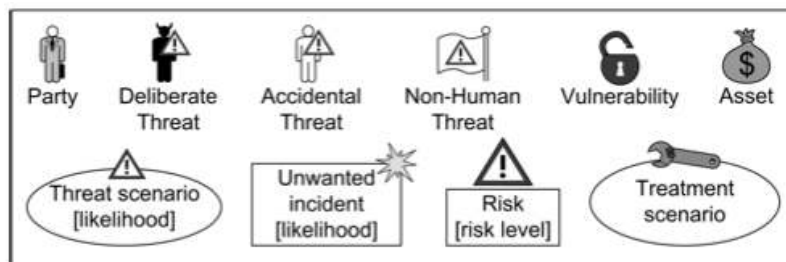 Party
Deliberate
Threat
Accidental
Threat
Non-Human
Threat
Vulnerability
$
Asset
Threat scenario
[likelihood]
Unwanted
incident
[likelihood]
!
Risk
[risk level]
Treatment
scenario